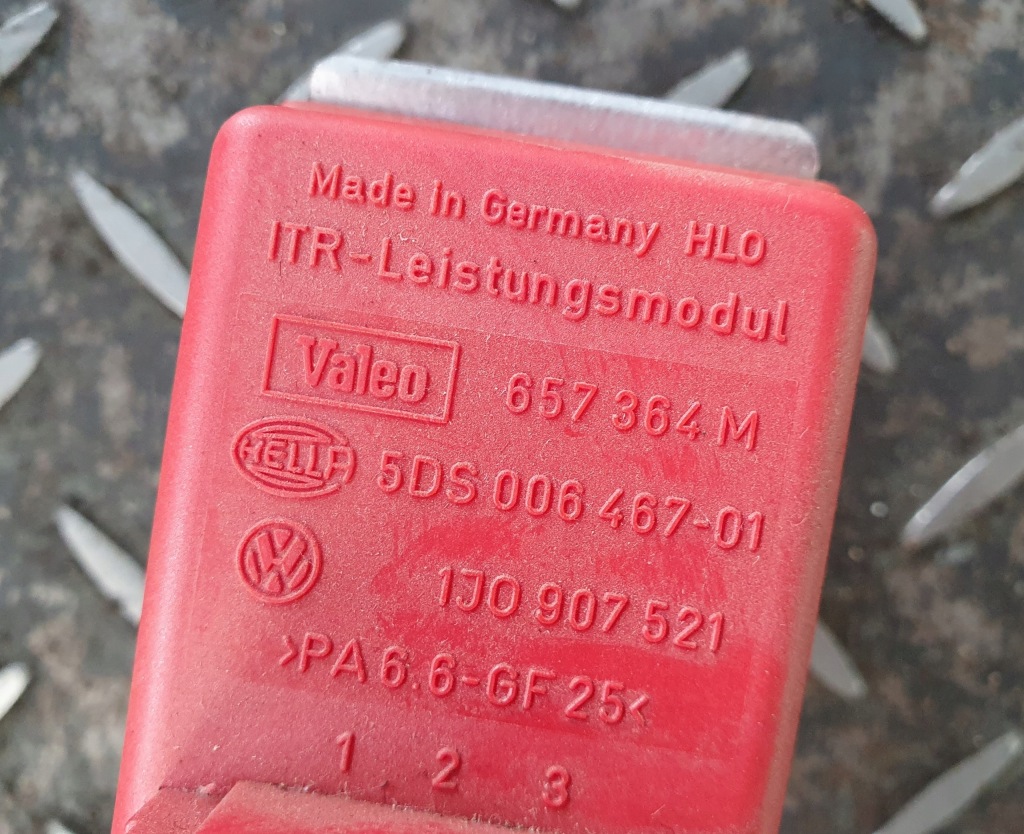 Made in Germany HLO
ITR-Leistungsmodul
Valeo 657 364 M
HELLA 5DS 006 467-01
VW 1J0 907 521
>PA 6.6-GF 25<
1 2 3